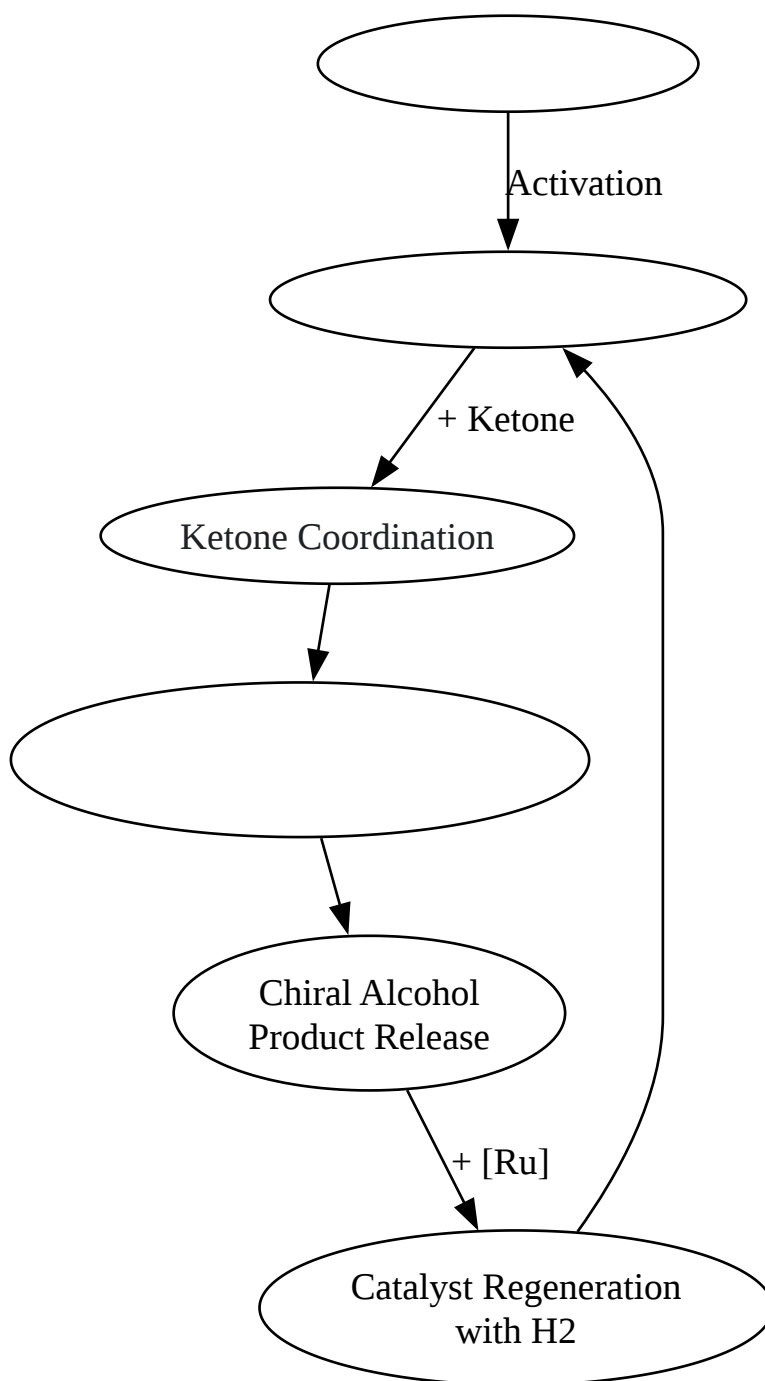 Activation
+ Ketone
Ketone Coordination
Chiral Alcohol
Product Release
+ [Ru]
Catalyst Regeneration
with H2